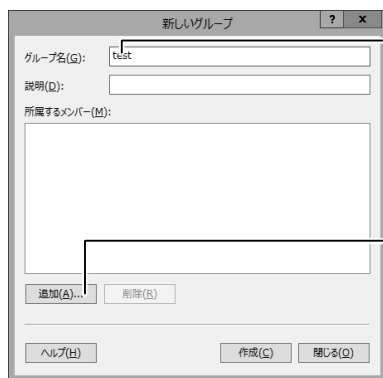 新しいグループ
? x
グループ名(G): test
説明(D):
所属するメンバー(M):
追加(A)... 削除(R)
ヘルプ(H) 作成(C) 閉じる(O)